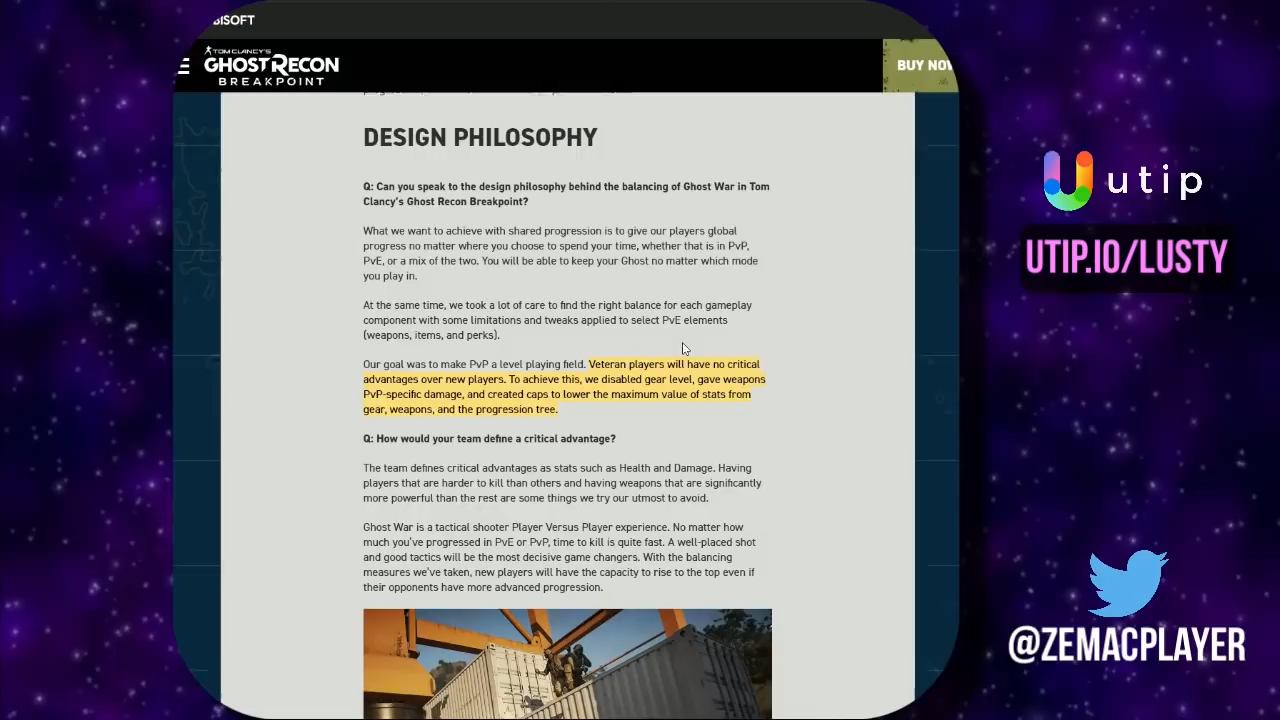 TOM CLANCY'S
GHOST RECON
BREAKPOINT
DESIGN PHILOSOPHY
Q: Can you speak to the design philosophy behind the balancing of Ghost War in Tom
Clancy's Ghost Recon Breakpoint?
What we want to achieve with shared progression is to give our players global
progress no matter where you choose to spend your time, whether that is in PvP,
PvE, or a mix of the two. You will be able to keep your Ghost no matter which mode
you play in.
At the same time, we took a lot of care to find the right balance for each gameplay
component with some limitations and tweaks applied to select PvE elements
(weapons, items, and perks).
Our goal was to make PvP a level playing field. Veteran players will have no critical
advantages over new players. To achieve this, we disabled gear level, gave weapons
PvP-specific damage, and created caps to lower the maximum value of stats from
gear, weapons, and the progression tree.
Q: How would your team define a critical advantage?
The team defines critical advantages as stats such as Health and Damage. Having
players that are harder to kill than others and having weapons that are significantly
more powerful than the rest are some things we try our utmost to avoid.
Ghost War is a tactical shooter Player Versus Player experience. No matter how
much you've progressed in PvE or PvP, time to kill is quite fast. A well-placed shot
and good tactics will be the most decisive game changers. With the balancing
measures we've taken, new players will have the capacity to rise to the top even if
their opponents have more advanced progression.
BISOFT
BUY NOW
utip
UTIP.IO/LUSTY
@ZEMACPLAYER